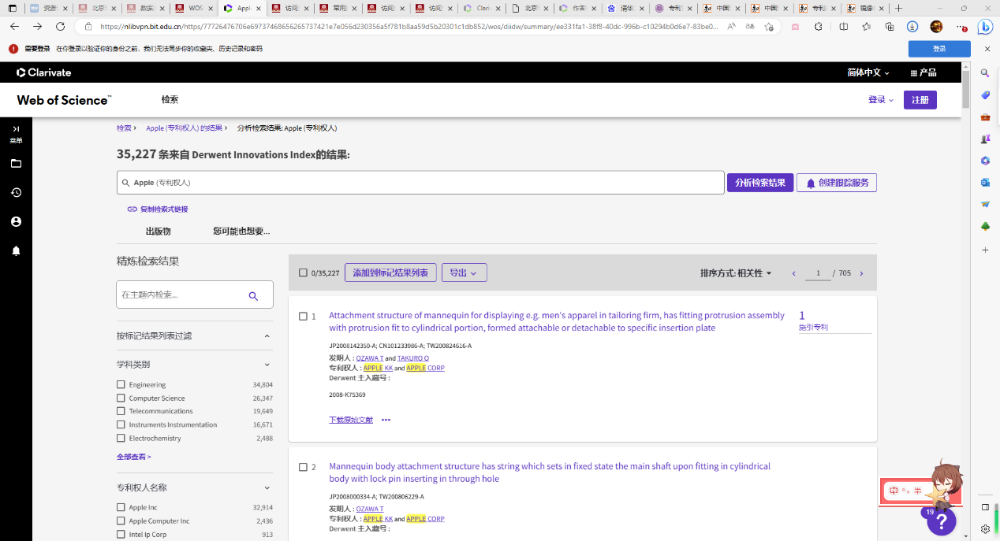 资源
北京
数据
WOS
Apple
访问
常用
访问
访问
Clari
北京
作者
清华
专利
中国
中国
专利
镜像
https://nlibvpn.bit.edu.cn/https/77726476706e69737468656265737421e7e056d230356a5f781b8aa59d5b20301c1db852/wos/diidw/summary/ee331fa1-38f8-40dc-996b-c10294b0d6e7-83be0...
需要登录 在你登录以验证你的身份之前，我们无法同步你的收藏夹、历史记录和密码
登录
Clarivate
简体中文
产品
Web of Science™
检索
登录
注册
菜单
检索 > Apple (专利权人) 的结果 > 分析检索结果: Apple (专利权人)
35,227 条来自 Derwent Innovations Index的结果:
Apple (专利权人)
分析检索结果
创建跟踪服务
复制检索式链接
出版物
您可能也想要...
精炼检索结果
在主题内检索...
按标记结果列表过滤
学科类别
Engineering 34,804
Computer Science 26,347
Telecommunications 19,649
Instruments Instrumentation 16,671
Electrochemistry 2,488
全部查看 >
专利权人名称
Apple Inc 32,914
Apple Computer Inc 2,436
Intel Ip Corp 913
0/35,227
添加到标记结果列表
导出
排序方式: 相关性
1 / 705
1
Attachment structure of mannequin for displaying e.g. men's apparel in tailoring firm, has fitting protrusion assembly
with protrusion fit to cylindrical portion, formed attachable or detachable to specific insertion plate
1
施引专利
JP2008142350-A; CN101233986-A; TW200824616-A
发明人 : OZAWA T and TAKURO O
专利权人 : APPLE KK and APPLE CORP
Derwent 主入藏号 :
2008-K75369
下载原始文献
2
Mannequin body attachment structure has string which sets in fixed state the main shaft upon fitting in cylindrical
body with lock pin inserting in through hole
JP2008000334-A; TW200806229-A
发明人 : OZAWA T
专利权人 : APPLE KK and APPLE CORP
Derwent 主入藏号 :
中 °, 半
19
?